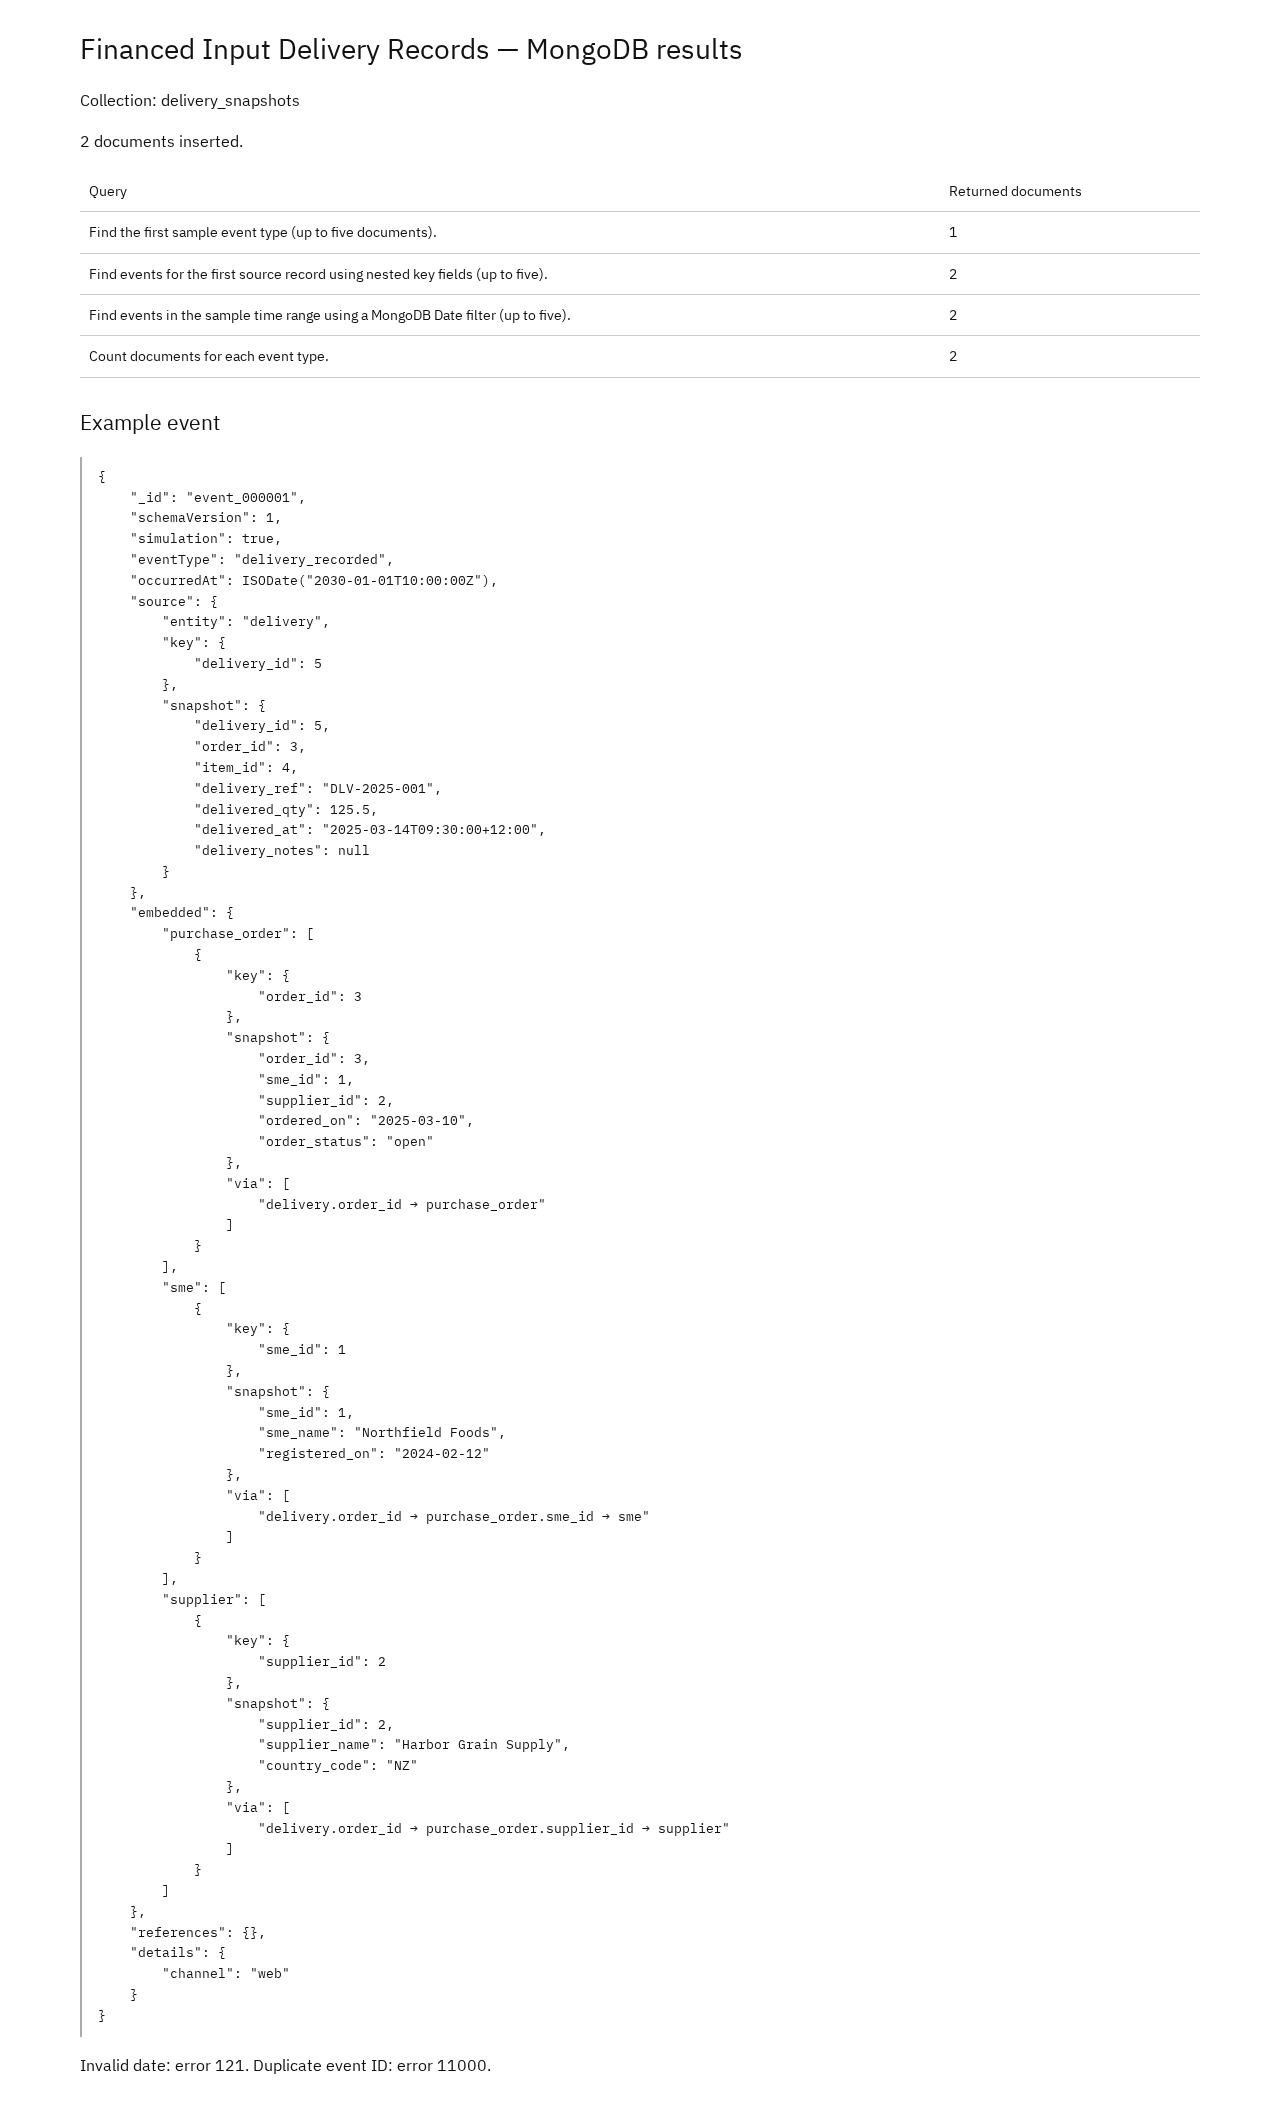 Financed Input Delivery Records — MongoDB results
Collection: delivery_snapshots
2 documents inserted.
Query Returned documents
Find the first sample event type (up to five documents). 1
Find events for the first source record using nested key fields (up to five). 2
Find events in the sample time range using a MongoDB Date filter (up to five). 2
Count documents for each event type. 2
Example event
{
    "_id": "event_000001",
    "schemaVersion": 1,
    "simulation": true,
    "eventType": "delivery_recorded",
    "occurredAt": ISODate("2030-01-01T10:00:00Z"),
    "source": {
        "entity": "delivery",
        "key": {
            "delivery_id": 5
        },
        "snapshot": {
            "delivery_id": 5,
            "order_id": 3,
            "item_id": 4,
            "delivery_ref": "DLV-2025-001",
            "delivered_qty": 125.5,
            "delivered_at": "2025-03-14T09:30:00+12:00",
            "delivery_notes": null
        }
    },
    "embedded": {
        "purchase_order": [
            {
                "key": {
                    "order_id": 3
                },
                "snapshot": {
                    "order_id": 3,
                    "sme_id": 1,
                    "supplier_id": 2,
                    "ordered_on": "2025-03-10",
                    "order_status": "open"
                },
                "via": [
                    "delivery.order_id → purchase_order"
                ]
            }
        ],
        "sme": [
            {
                "key": {
                    "sme_id": 1
                },
                "snapshot": {
                    "sme_id": 1,
                    "sme_name": "Northfield Foods",
                    "registered_on": "2024-02-12"
                },
                "via": [
                    "delivery.order_id → purchase_order.sme_id → sme"
                ]
            }
        ],
        "supplier": [
            {
                "key": {
                    "supplier_id": 2
                },
                "snapshot": {
                    "supplier_id": 2,
                    "supplier_name": "Harbor Grain Supply",
                    "country_code": "NZ"
                },
                "via": [
                    "delivery.order_id → purchase_order.supplier_id → supplier"
                ]
            }
        ]
    },
    "references": {},
    "details": {
        "channel": "web"
    }
}
Invalid date: error 121. Duplicate event ID: error 11000.